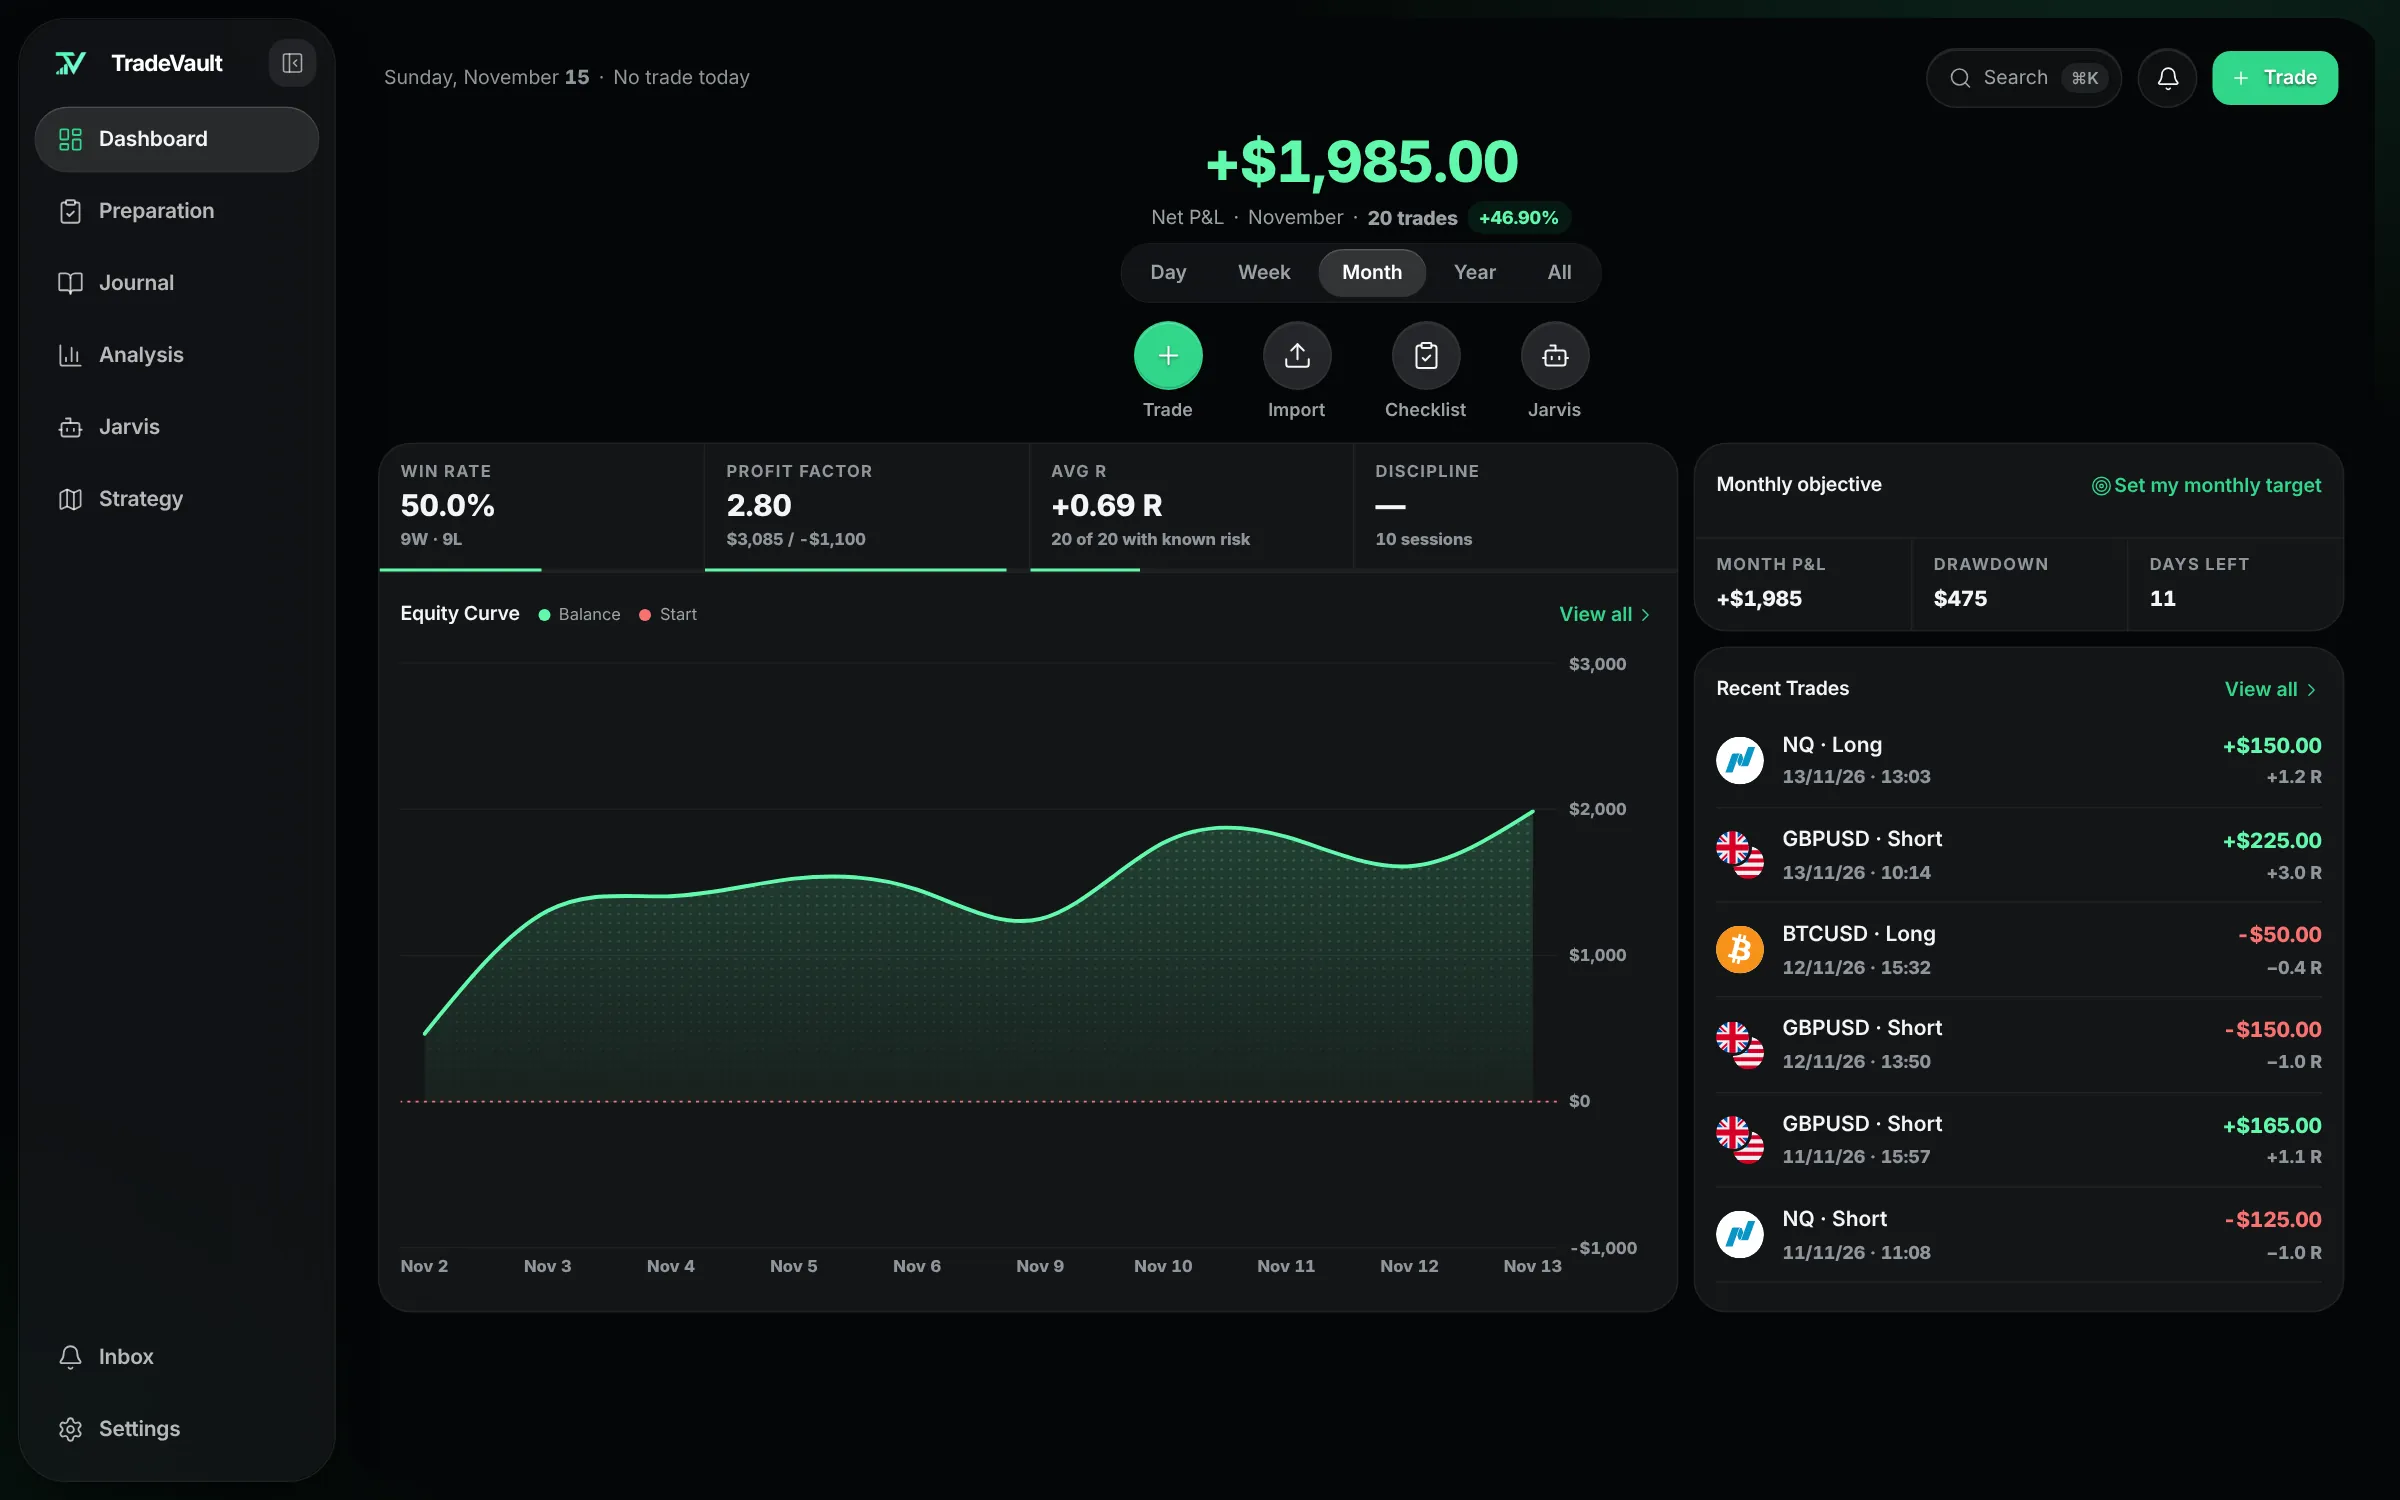 TradeVault
Dashboard
Preparation
Journal
Analysis
Jarvis
Strategy
Inbox
Settings
Sunday, November 15 · No trade today
Search ⌘K
+ Trade
+$1,985.00
Net P&L · November · 20 trades +46.90%
Day Week Month Year All
Trade Import Checklist Jarvis
WIN RATE
50.0%
9W · 9L
PROFIT FACTOR
2.80
$3,085 / -$1,100
AVG R
+0.69 R
20 of 20 with known risk
DISCIPLINE
—
10 sessions
Equity Curve Balance Start View all
$3,000
$2,000
$1,000
$0
-$1,000
Nov 2 Nov 3 Nov 4 Nov 5 Nov 6 Nov 9 Nov 10 Nov 11 Nov 12 Nov 13
Monthly objective Set my monthly target
MONTH P&L
+$1,985
DRAWDOWN
$475
DAYS LEFT
11
Recent Trades View all
NQ · Long +$150.00
13/11/26 · 13:03 +1.2 R
GBPUSD · Short +$225.00
13/11/26 · 10:14 +3.0 R
BTCUSD · Long -$50.00
12/11/26 · 15:32 −0.4 R
GBPUSD · Short -$150.00
12/11/26 · 13:50 −1.0 R
GBPUSD · Short +$165.00
11/11/26 · 15:57 +1.1 R
NQ · Short -$125.00
11/11/26 · 11:08 −1.0 R